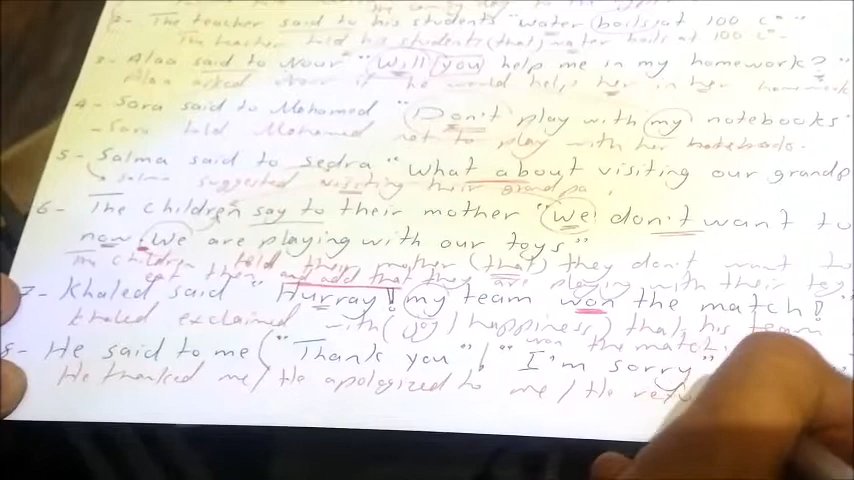 2- The teacher said to his students "water boils at 100 c°"
The teacher told his students (that) water boils at 100 c°-
3- Alaa said to Nour "Will you help me in my homework?"
Alaa asked Nour if he would help her in her homework
4- Sara said to Mohamed "Don't play with my notebooks"
- Sara told Mohamed not to play with her notebooks.
5- Salma said to sedra "What about visiting our grandp
Salma suggested visiting their grandpa
6- The children say to their mother "We don't want to
now. We are playing with our toys"
The children told their mother (that) they don't want to
eat then and add that they are playing with their toy
7- Khaled said "Hurray! my team won the match!
Khaled exclaimed with (joy / happiness) that his team
won the match.
8- He said to me ("Thank you" / "I'm sorry"
He thanked me / He apologized to me / He